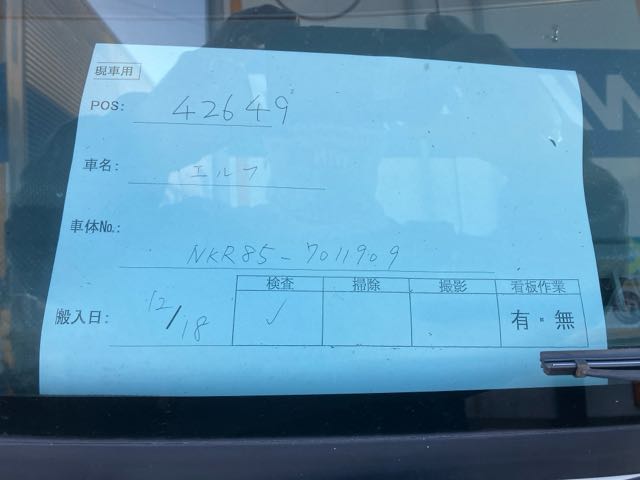 現車用
POS: 42649
車名: エルフ
車体No.: NKR85-7011909
検査 掃除 撮影 看板作業
搬入日: 12/18 ✓ 有・無